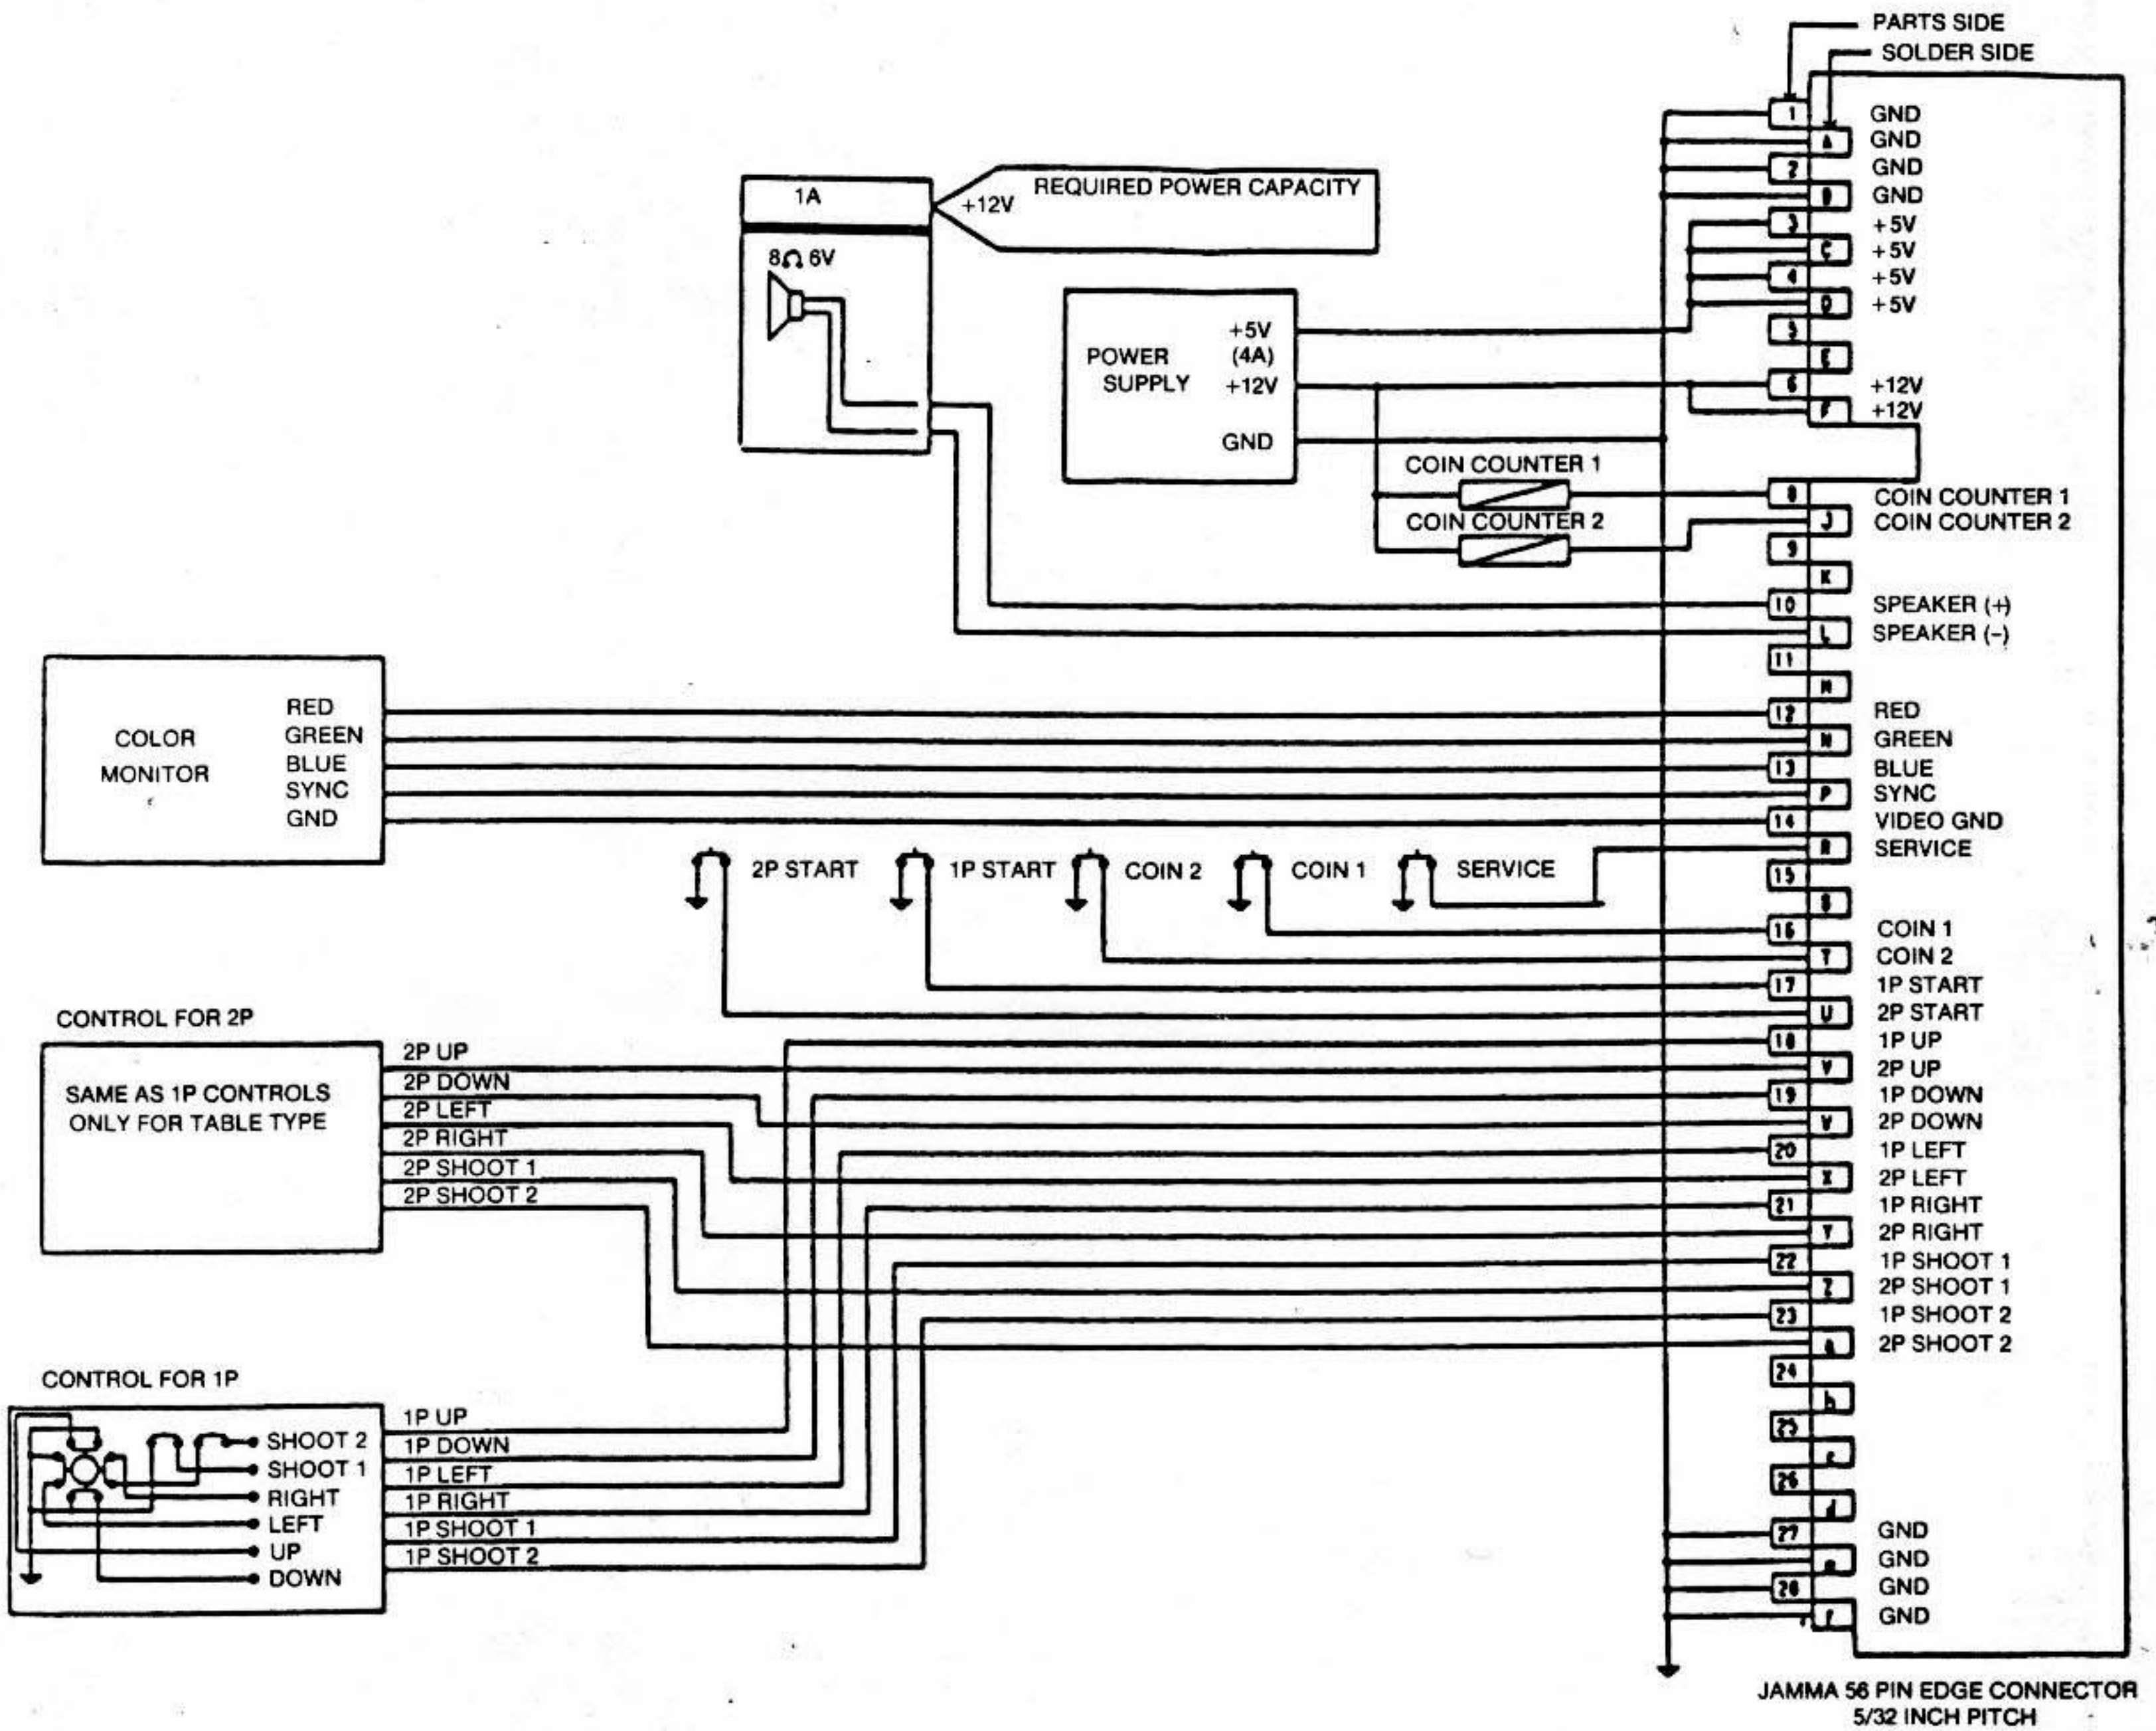 PARTS SIDE
SOLDER SIDE
1 GND
A GND
2 GND
B GND
3 +5V
C +5V
4 +5V
D +5V
5
E
6 +12V
F +12V
8 COIN COUNTER 1
J COIN COUNTER 2
9
K
10 SPEAKER (+)
L SPEAKER (-)
11
M
12 RED
N GREEN
13 BLUE
P SYNC
14 VIDEO GND
R SERVICE
15
S
16 COIN 1
T COIN 2
17 1P START
U 2P START
18 1P UP
V 2P UP
19 1P DOWN
W 2P DOWN
20 1P LEFT
X 2P LEFT
21 1P RIGHT
Y 2P RIGHT
22 1P SHOOT 1
Z 2P SHOOT 1
23 1P SHOOT 2
a 2P SHOOT 2
24
b
25
c
26
d
27 GND
e GND
28 GND
f GND
JAMMA 56 PIN EDGE CONNECTOR
5/32 INCH PITCH
1A
+12V
REQUIRED POWER CAPACITY
8Ω 6V
POWER
SUPPLY
+5V
(4A)
+12V
GND
COIN COUNTER 1
COIN COUNTER 2
COLOR
MONITOR
RED
GREEN
BLUE
SYNC
GND
2P START
1P START
COIN 2
COIN 1
SERVICE
CONTROL FOR 2P
SAME AS 1P CONTROLS
ONLY FOR TABLE TYPE
2P UP
2P DOWN
2P LEFT
2P RIGHT
2P SHOOT 1
2P SHOOT 2
CONTROL FOR 1P
SHOOT 2
SHOOT 1
RIGHT
LEFT
UP
DOWN
1P UP
1P DOWN
1P LEFT
1P RIGHT
1P SHOOT 1
1P SHOOT 2